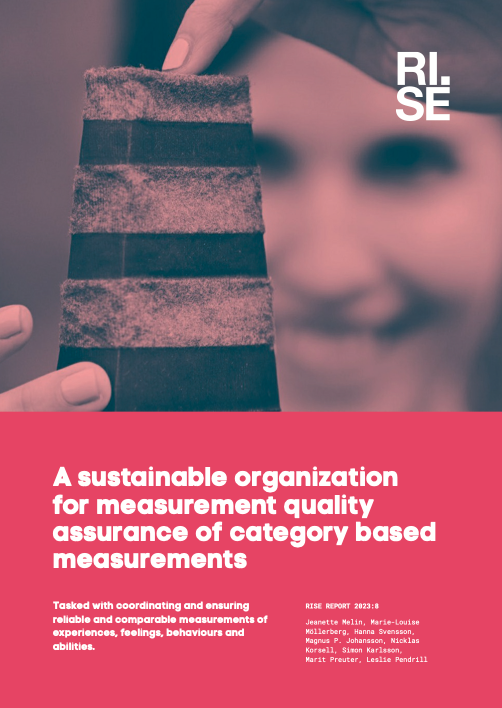 RI.
SE
A sustainable organization
for measurement quality
assurance of category based
measurements
Tasked with coordinating and ensuring
reliable and comparable measurements of
experiences, feelings, behaviours and
abilities.
RISE REPORT 2023:8
Jeanette Melin, Marie-Louise
Möllerberg, Hanna Svensson,
Magnus P. Johansson, Nicklas
Korsell, Simon Karlsson,
Marit Preuter, Leslie Pendrill